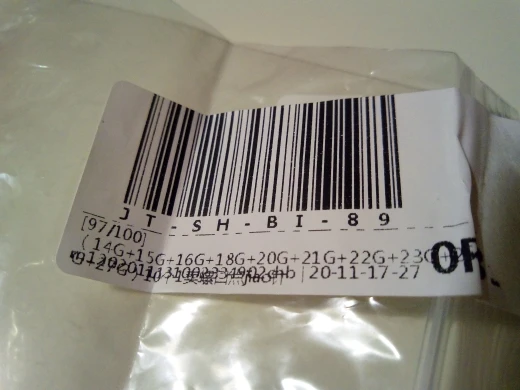 JT-SH-BI-89
[97/100]
(14G+15G+16G+18G+20G+21G+22G+23G+
20-11-17-27
OR